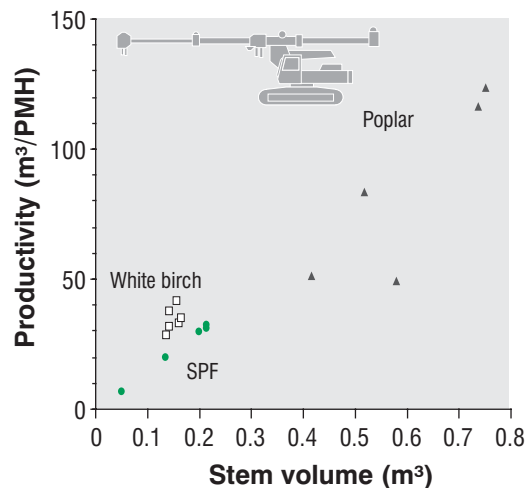 150
100
50
0
Productivity (m³/PMH)
Poplar
White birch
SPF
0 0.1 0.2 0.3 0.4 0.5 0.6 0.7 0.8
Stem volume (m³)